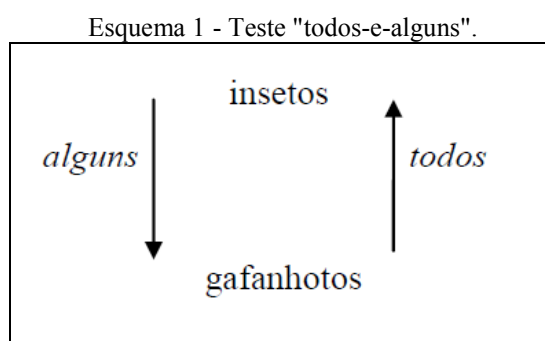 Esquema 1 - Teste "todos-e-alguns".
insetos
alguns
todos
gafanhotos